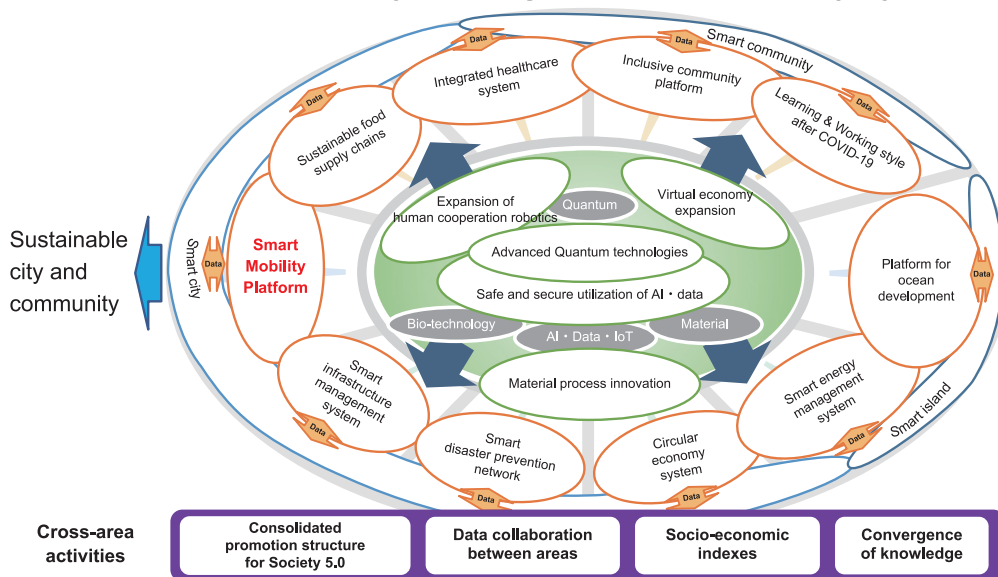 Data
Data
Smart community
Integrated healthcare
system
Inclusive community
platform
Data
Data
Sustainable food
supply chains
Learning & Working style
after COVID-19
Expansion of
human cooperation robotics
Quantum
Virtual economy
expansion
Sustainable
city and
community
Smart city
Data
Smart
Mobility
Platform
Advanced Quantum technologies
Safe and secure utilization of AI・data
Platform for
ocean
development
Data
Bio-technology
AI・Data・IoT
Material
Material process innovation
Smart
infrastructure
management
system
Smart energy
management
system
Smart island
Data
Data
Smart
disaster prevention
network
Circular
economy
system
Data
Data
Cross-area
activities
Consolidated
promotion structure
for Society 5.0
Data collaboration
between areas
Socio-economic
indexes
Convergence
of knowledge